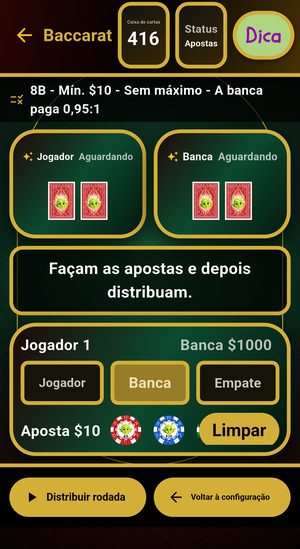 Baccarat
Caixa de cartas
416
Status
Apostas
Dica
8B - Mín. $10 - Sem máximo - A banca
paga 0,95:1
Jogador Aguardando
Banca Aguardando
Façam as apostas e depois
distribuam.
Jogador 1
Banca $1000
Jogador
Banca
Empate
Aposta $10
Limpar
Distribuir rodada
Voltar à configuração